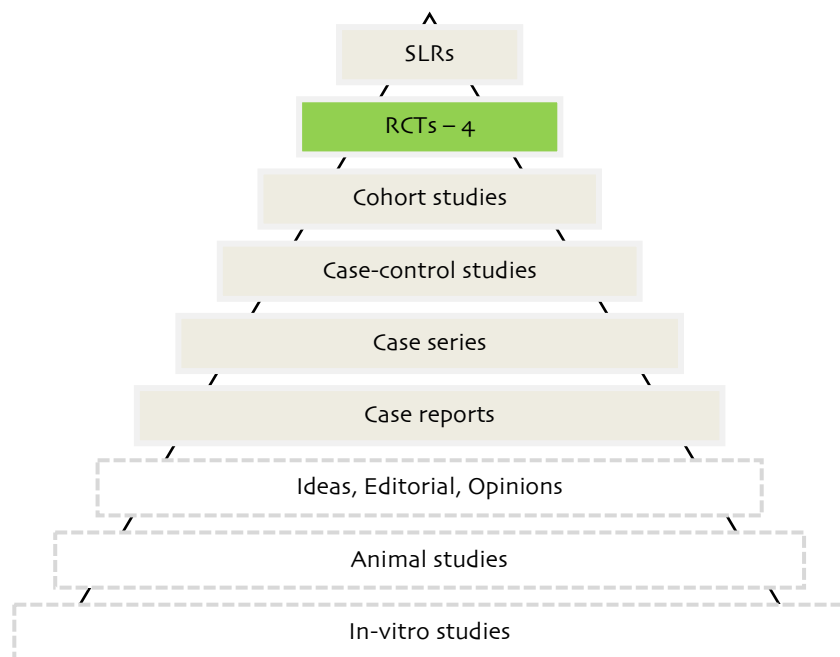 SLRs
RCTs – 4
Cohort studies
Case-control studies
Case series
Case reports
Ideas, Editorial, Opinions
Animal studies
In-vitro studies